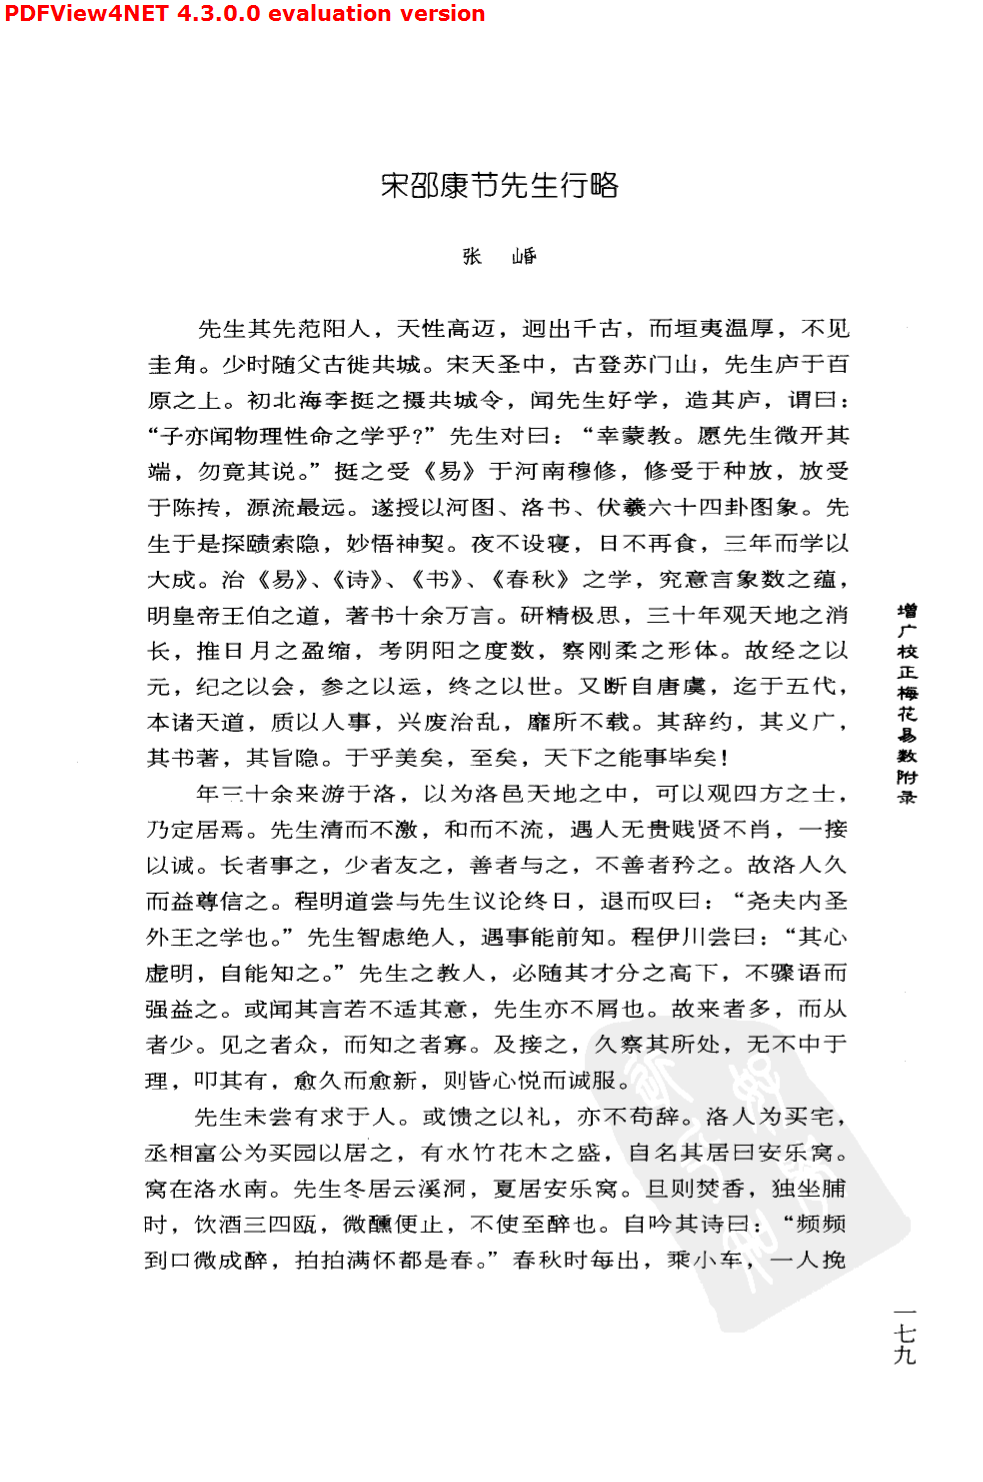 PDFView4NET 4.3.0.0 evaluation version
宋邵康节先生行略
张 㟭
先生其先范阳人，天性高迈，迥出千古，而垣夷温厚，不见
圭角。少时随父古徙共城。宋天圣中，古登苏门山，先生庐于百
原之上。初北海李挺之摄共城令，闻先生好学，造其庐，谓曰：
“子亦闻物理性命之学乎?”先生对曰：“幸蒙教。愿先生微开其
端，勿竟其说。”挺之受《易》于河南穆修，修受于种放，放受
于陈抟，源流最远。遂授以河图、洛书、伏羲六十四卦图象。先
生于是探赜索隐，妙悟神契。夜不设寝，日不再食，三年而学以
大成。治《易》、《诗》、《书》、《春秋》之学，究意言象数之蕴，
明皇帝王伯之道，著书十余万言。研精极思，三十年观天地之消
长，推日月之盈缩，考阴阳之度数，察刚柔之形体。故经之以
元，纪之以会，参之以运，终之以世。又断自唐虞，迄于五代，
本诸天道，质以人事，兴废治乱，靡所不载。其辞约，其义广，
其书著，其旨隐。于乎美矣，至矣，天下之能事毕矣!
年三十余来游于洛，以为洛邑天地之中，可以观四方之士，
乃定居焉。先生清而不激，和而不流，遇人无贵贱贤不肖，一接
以诚。长者事之，少者友之，善者与之，不善者矜之。故洛人久
而益尊信之。程明道尝与先生议论终日，退而叹曰：“尧夫内圣
外王之学也。”先生智虑绝人，遇事能前知。程伊川尝曰：“其心
虚明，自能知之。”先生之教人，必随其才分之高下，不骤语而
强益之。或闻其言若不适其意，先生亦不屑也。故来者多，而从
者少。见之者众，而知之者寡。及接之，久察其所处，无不中于
理，叩其有，愈久而愈新，则皆心悦而诚服。
先生未尝有求于人。或馈之以礼，亦不苟辞。洛人为买宅，
丞相富公为买园以居之，有水竹花木之盛，自名其居曰安乐窝。
窝在洛水南。先生冬居云溪洞，夏居安乐窝。旦则焚香，独坐晡
时，饮酒三四瓯，微醺便止，不使至醉也。自吟其诗曰：“频频
到口微成醉，拍拍满怀都是春。”春秋时每出，乘小车，一人挽
增广校正梅花易数附录
一七九